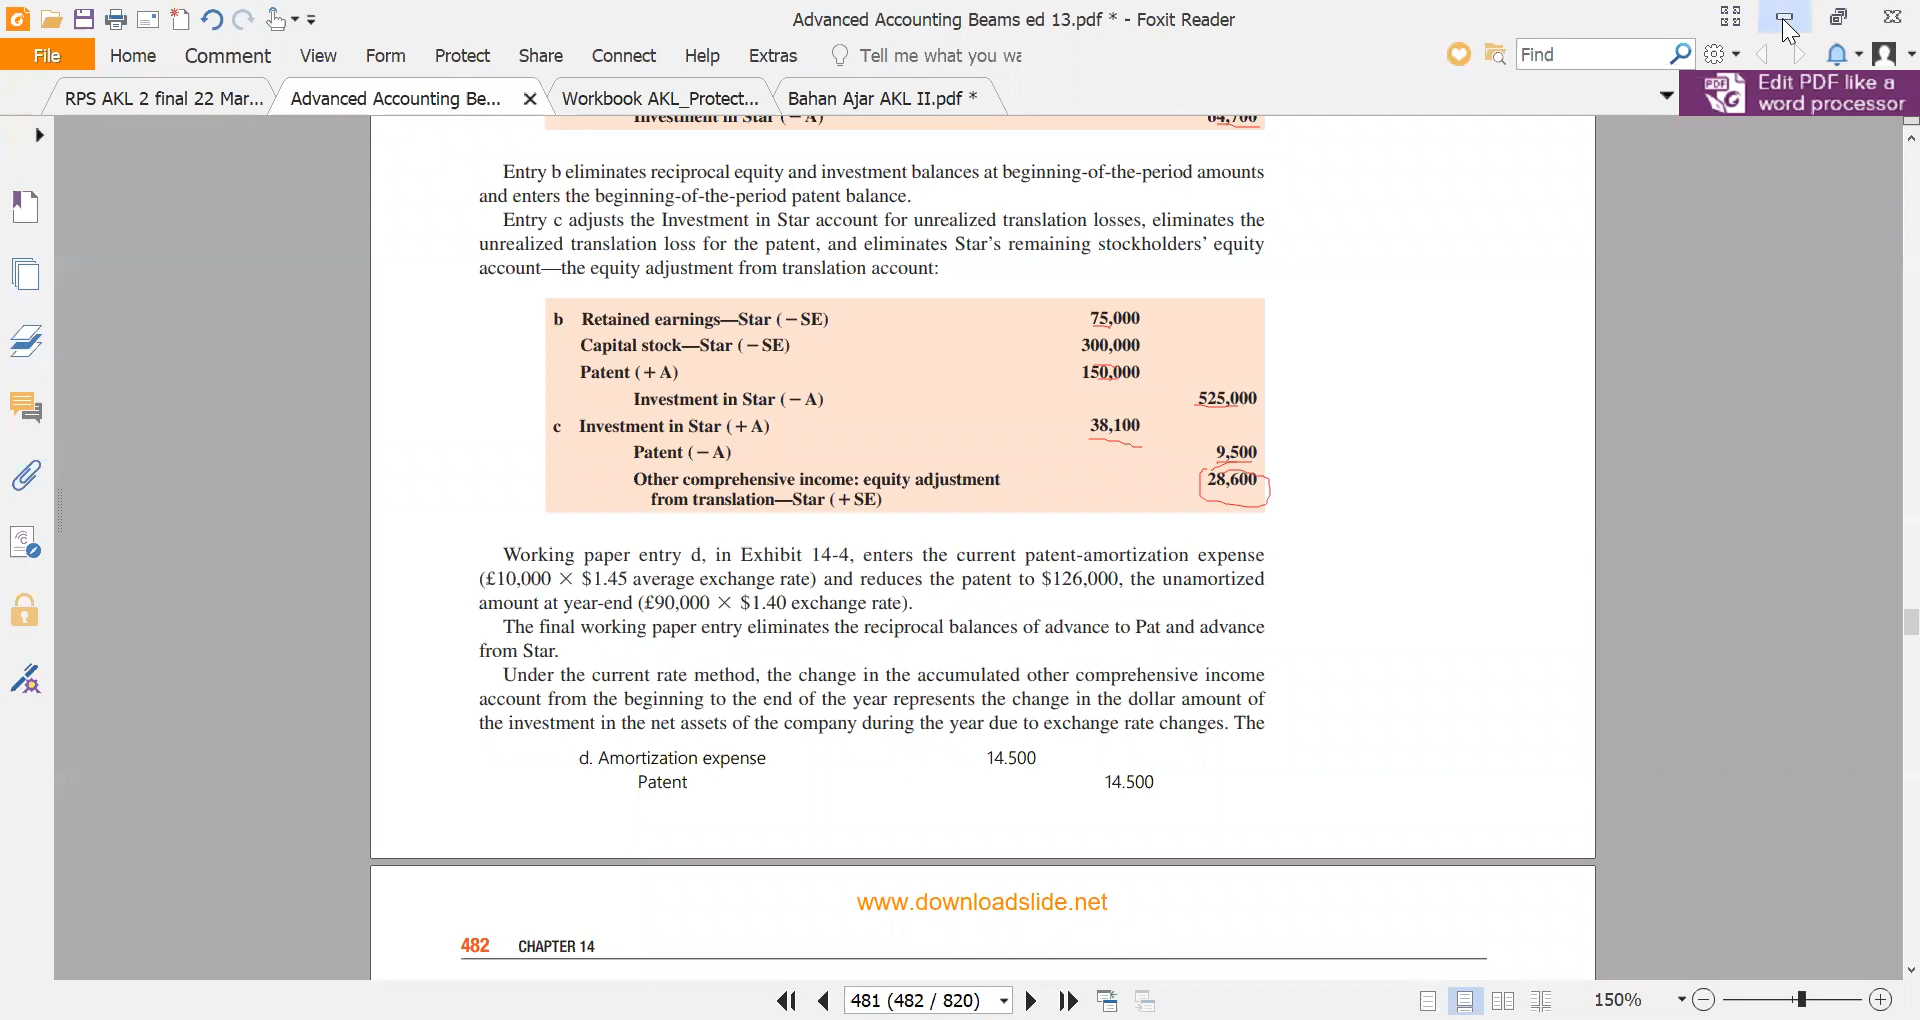 Advanced Accounting Beams ed 13.pdf * - Foxit Reader
File Home Comment View Form Protect Share Connect Help Extras Tell me what you wa Find
RPS AKL 2 final 22 Mar... Advanced Accounting Be... Workbook AKL_Protect... Bahan Ajar AKL II.pdf *
Edit PDF like a
word processor
Investment in Star (− A) 64,700
Entry b eliminates reciprocal equity and investment balances at beginning-of-the-period amounts
and enters the beginning-of-the-period patent balance.
Entry c adjusts the Investment in Star account for unrealized translation losses, eliminates the
unrealized translation loss for the patent, and eliminates Star’s remaining stockholders’ equity
account—the equity adjustment from translation account:
b Retained earnings—Star (− SE) 75,000
Capital stock—Star (− SE) 300,000
Patent (+ A) 150,000
Investment in Star (− A) 525,000
c Investment in Star (+ A) 38,100
Patent (− A) 9,500
Other comprehensive income: equity adjustment 28,600
from translation—Star (+ SE)
Working paper entry d, in Exhibit 14-4, enters the current patent-amortization expense
(£10,000 × $1.45 average exchange rate) and reduces the patent to $126,000, the unamortized
amount at year-end (£90,000 × $1.40 exchange rate).
The final working paper entry eliminates the reciprocal balances of advance to Pat and advance
from Star.
Under the current rate method, the change in the accumulated other comprehensive income
account from the beginning to the end of the year represents the change in the dollar amount of
the investment in the net assets of the company during the year due to exchange rate changes. The
d. Amortization expense 14.500
Patent 14.500
www.downloadslide.net
482 CHAPTER 14
481 (482 / 820) 150%